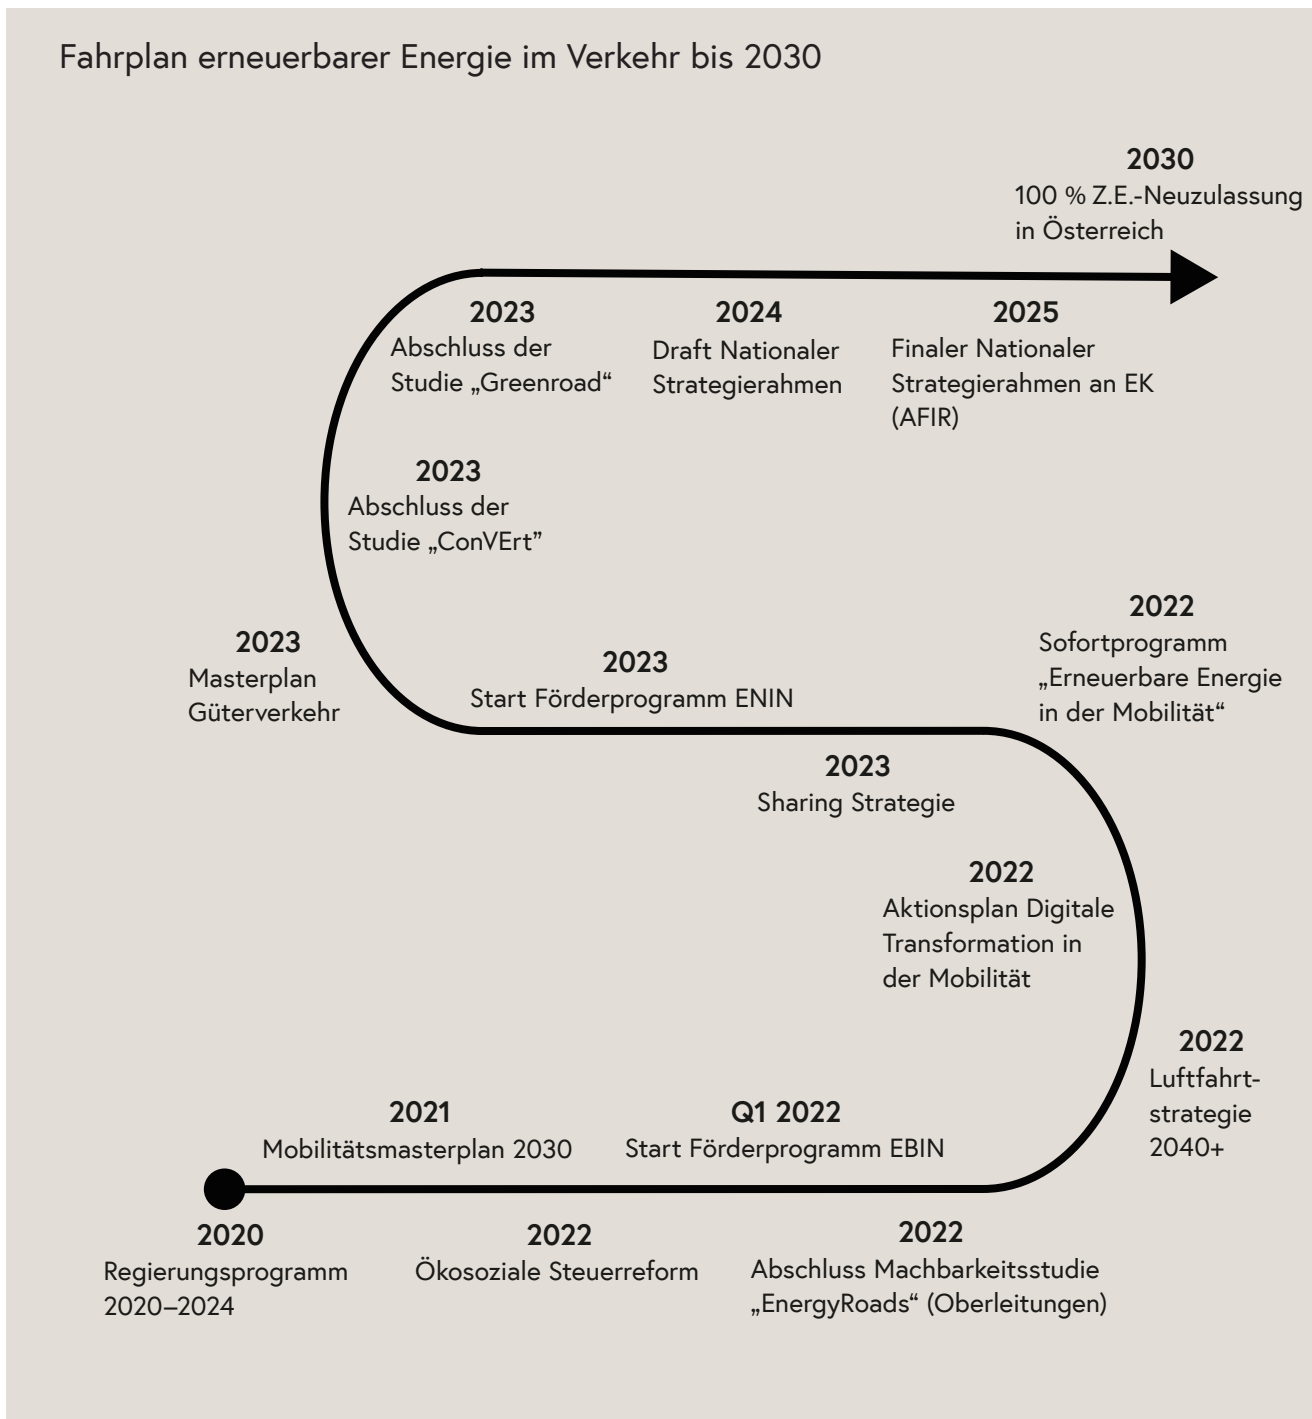 Fahrplan erneuerbarer Energie im Verkehr bis 2030
2030
100 % Z.E.-Neuzulassung
in Österreich
2023
Abschluss der
Studie „Greenroad“
2024
Draft Nationaler
Strategierahmen
2025
Finaler Nationaler
Strategierahmen an EK
(AFIR)
2023
Abschluss der
Studie „ConVErt”
2023
Masterplan
Güterverkehr
2023
Start Förderprogramm ENIN
2022
Sofortprogramm
„Erneuerbare Energie
in der Mobilität“
2023
Sharing Strategie
2022
Aktionsplan Digitale
Transformation in
der Mobilität
2022
Luftfahrt-
strategie
2040+
2021
Mobilitätsmasterplan 2030
Q1 2022
Start Förderprogramm EBIN
2020
Regierungsprogramm
2020–2024
2022
Ökosoziale Steuerreform
2022
Abschluss Machbarkeitsstudie
„EnergyRoads“ (Oberleitungen)